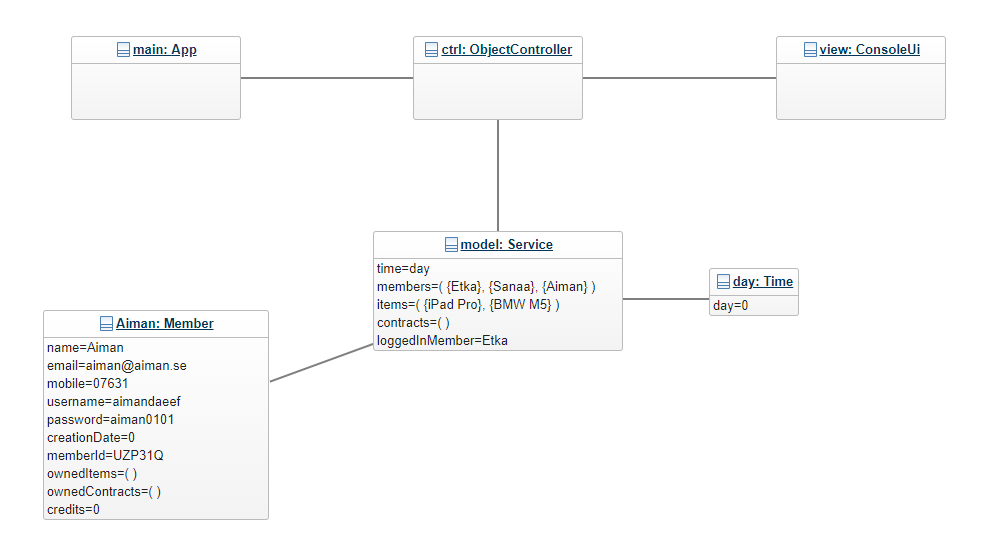 main: App
ctrl: ObjectController
view: ConsoleUi
model: Service
time=day
members=( {Etka}, {Sanaa}, {Aiman} )
items=( {iPad Pro}, {BMW M5} )
contracts=( )
loggedInMember=Etka
day: Time
day=0
Aiman: Member
name=Aiman
email=aiman@aiman.se
mobile=07631
username=aimandaeef
password=aiman0101
creationDate=0
memberId=UZP31Q
ownedItems=( )
ownedContracts=( )
credits=0